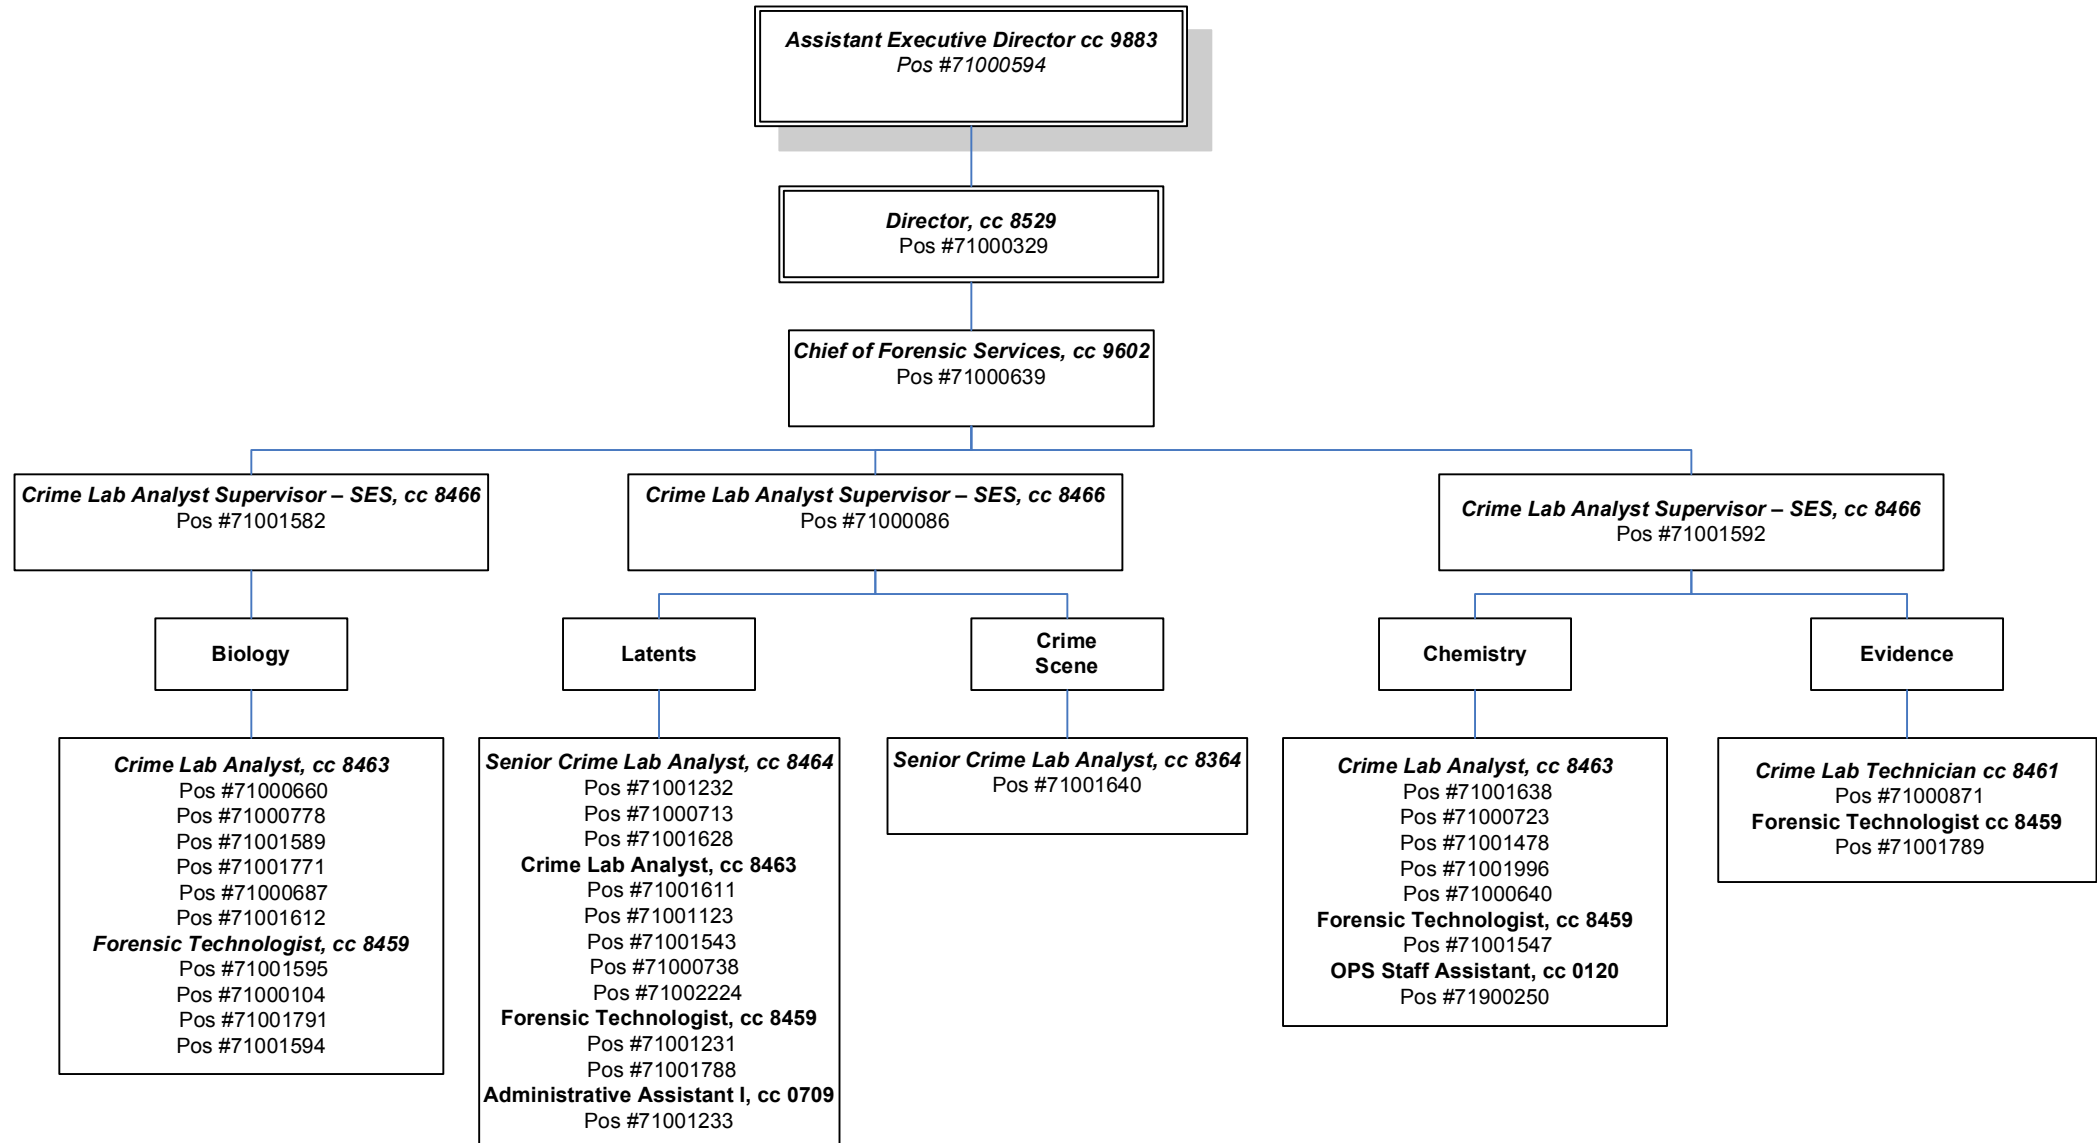 Assistant Executive Director cc 9883
Pos #71000594
Director, cc 8529
Pos #71000329
Chief of Forensic Services, cc 9602
Pos #71000639
Crime Lab Analyst Supervisor – SES, cc 8466
Pos #71001582
Crime Lab Analyst Supervisor – SES, cc 8466
Pos #71000086
Crime Lab Analyst Supervisor – SES, cc 8466
Pos #71001592
Biology
Latents
Crime
Scene
Chemistry
Evidence
Crime Lab Analyst, cc 8463
Pos #71000660
Pos #71000778
Pos #71001589
Pos #71001771
Pos #71000687
Pos #71001612
Forensic Technologist, cc 8459
Pos #71001595
Pos #71000104
Pos #71001791
Pos #71001594
Senior Crime Lab Analyst, cc 8464
Pos #71001232
Pos #71000713
Pos #71001628
Crime Lab Analyst, cc 8463
Pos #71001611
Pos #71001123
Pos #71001543
Pos #71000738
Pos #71002224
Forensic Technologist, cc 8459
Pos #71001231
Pos #71001788
Administrative Assistant I, cc 0709
Pos #71001233
Senior Crime Lab Analyst, cc 8364
Pos #71001640
Crime Lab Analyst, cc 8463
Pos #71001638
Pos #71000723
Pos #71001478
Pos #71001996
Pos #71000640
Forensic Technologist, cc 8459
Pos #71001547
OPS Staff Assistant, cc 0120
Pos #71900250
Crime Lab Technician cc 8461
Pos #71000871
Forensic Technologist cc 8459
Pos #71001789